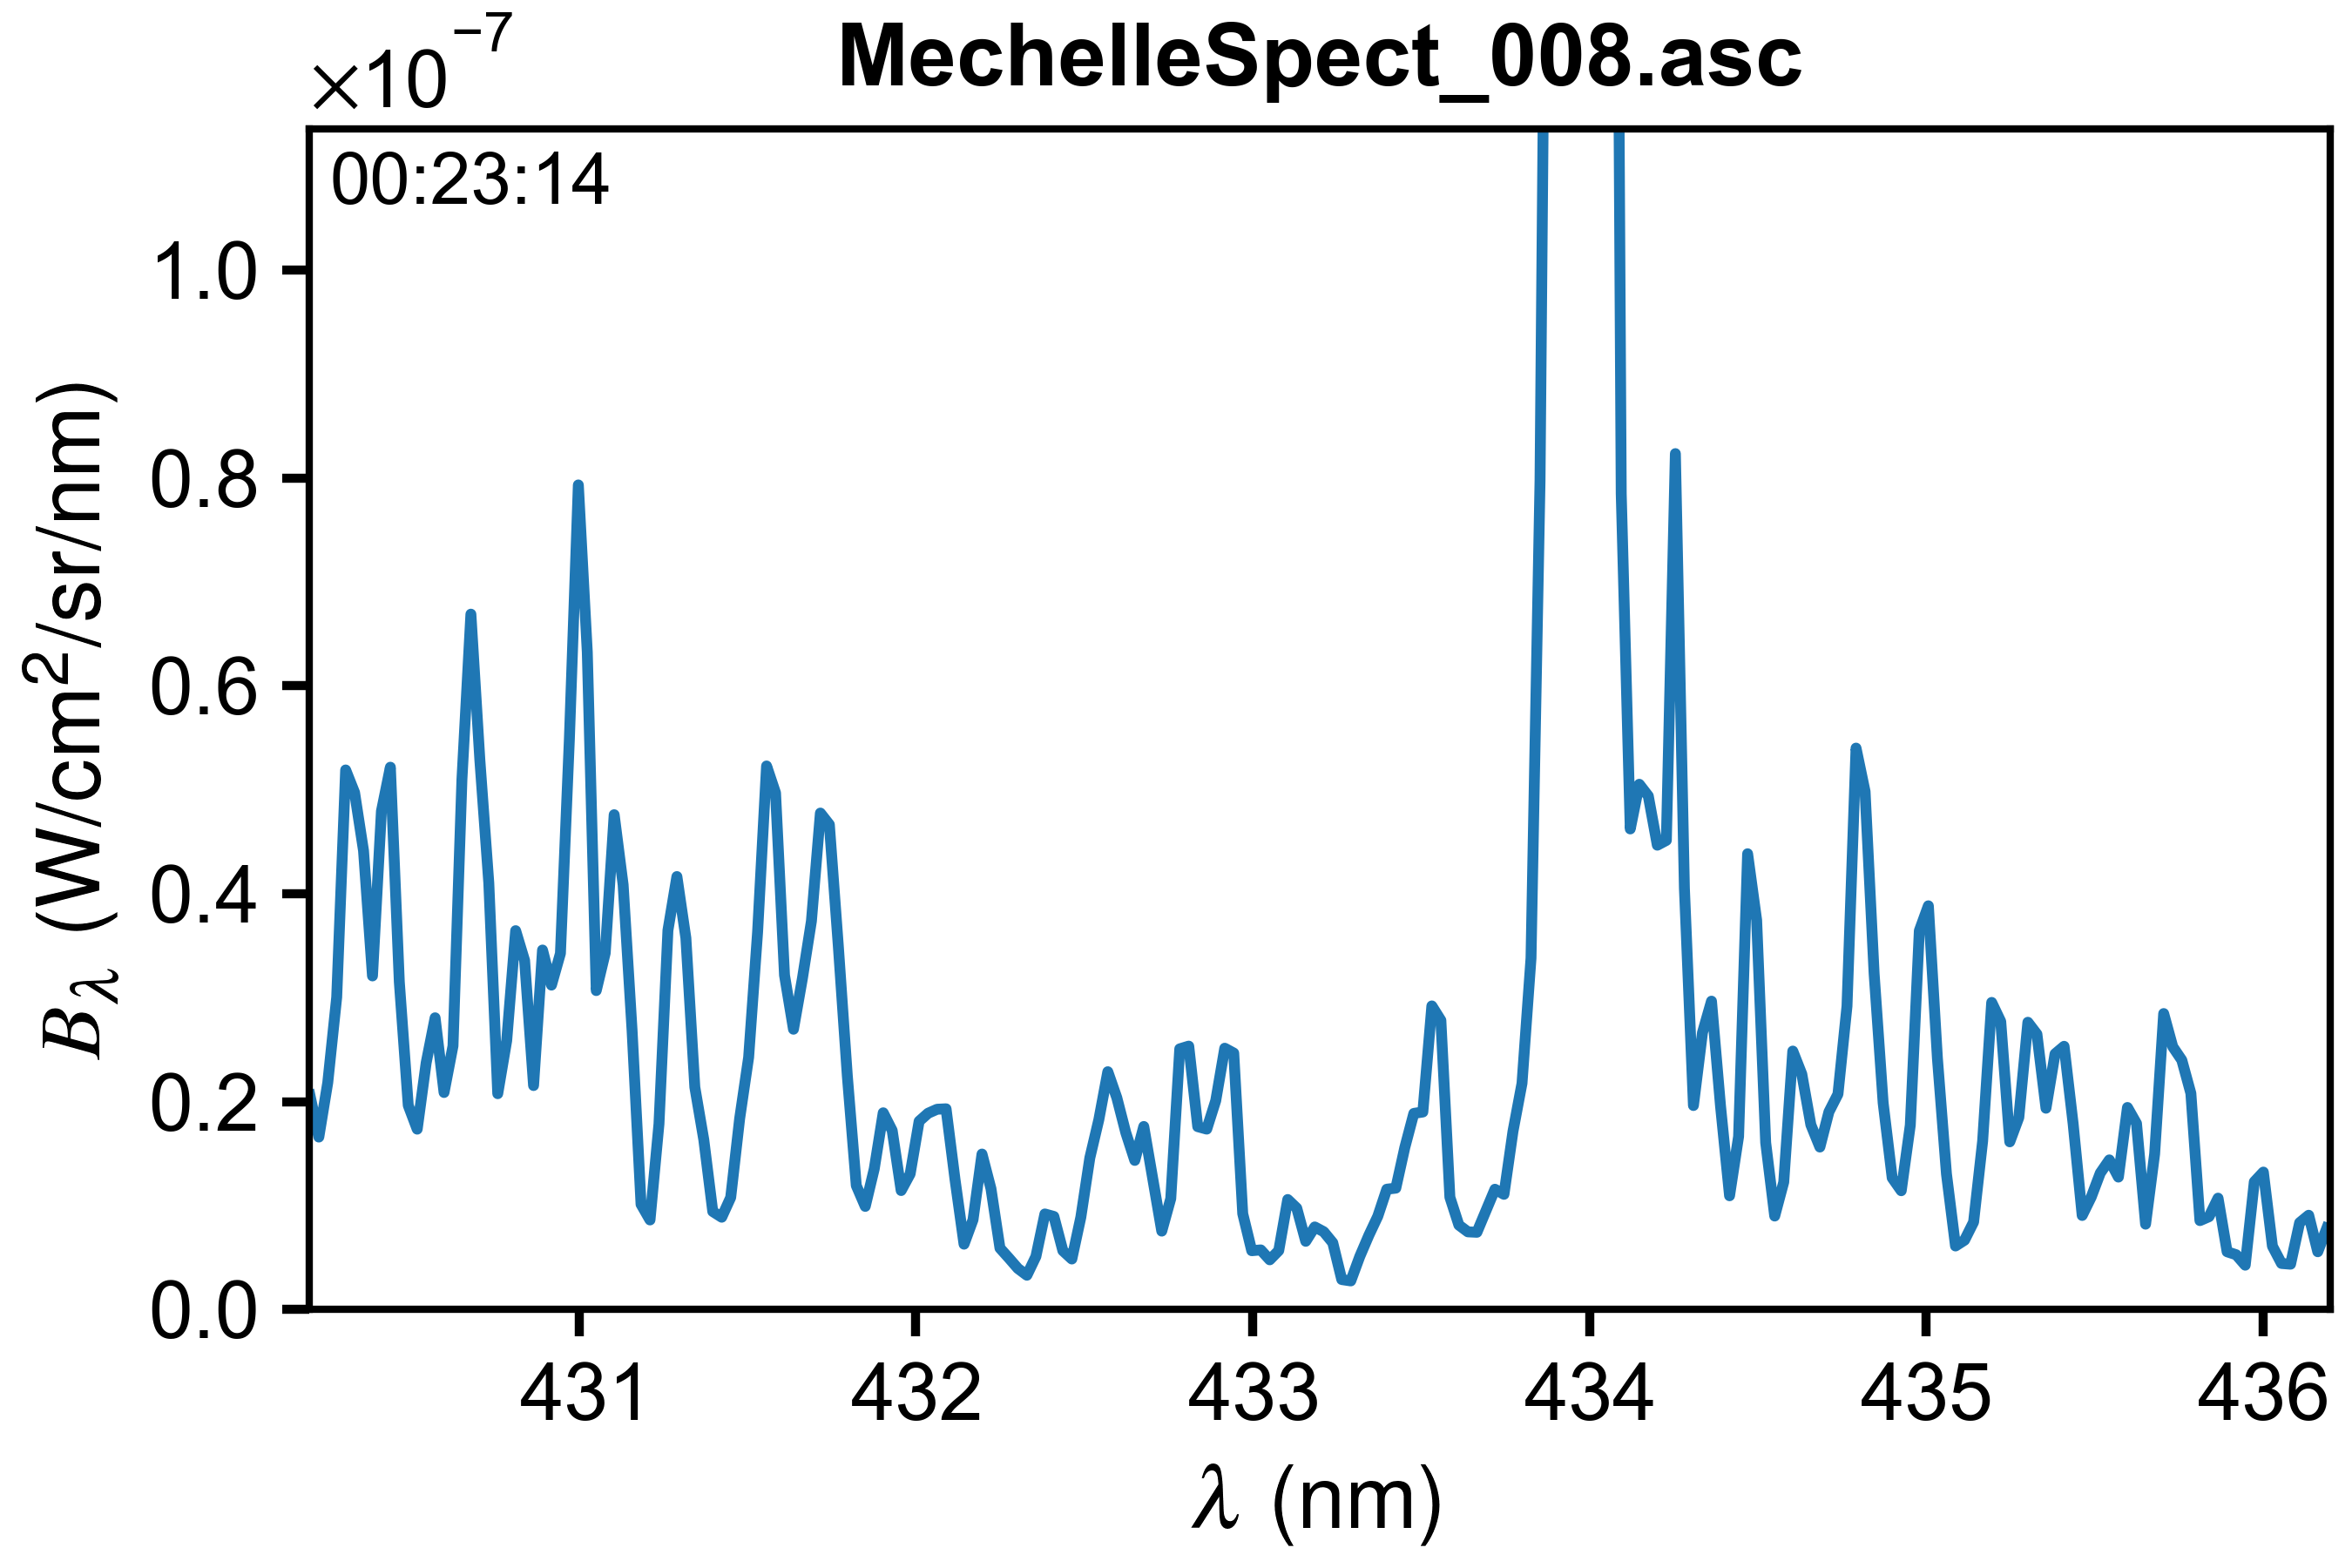 ×10⁻⁷
MechelleSpect_008.asc
00:23:14
1.0
0.8
0.6
0.4
0.2
0.0
B_λ (W/cm²/sr/nm)
431 432 433 434 435 436
λ (nm)